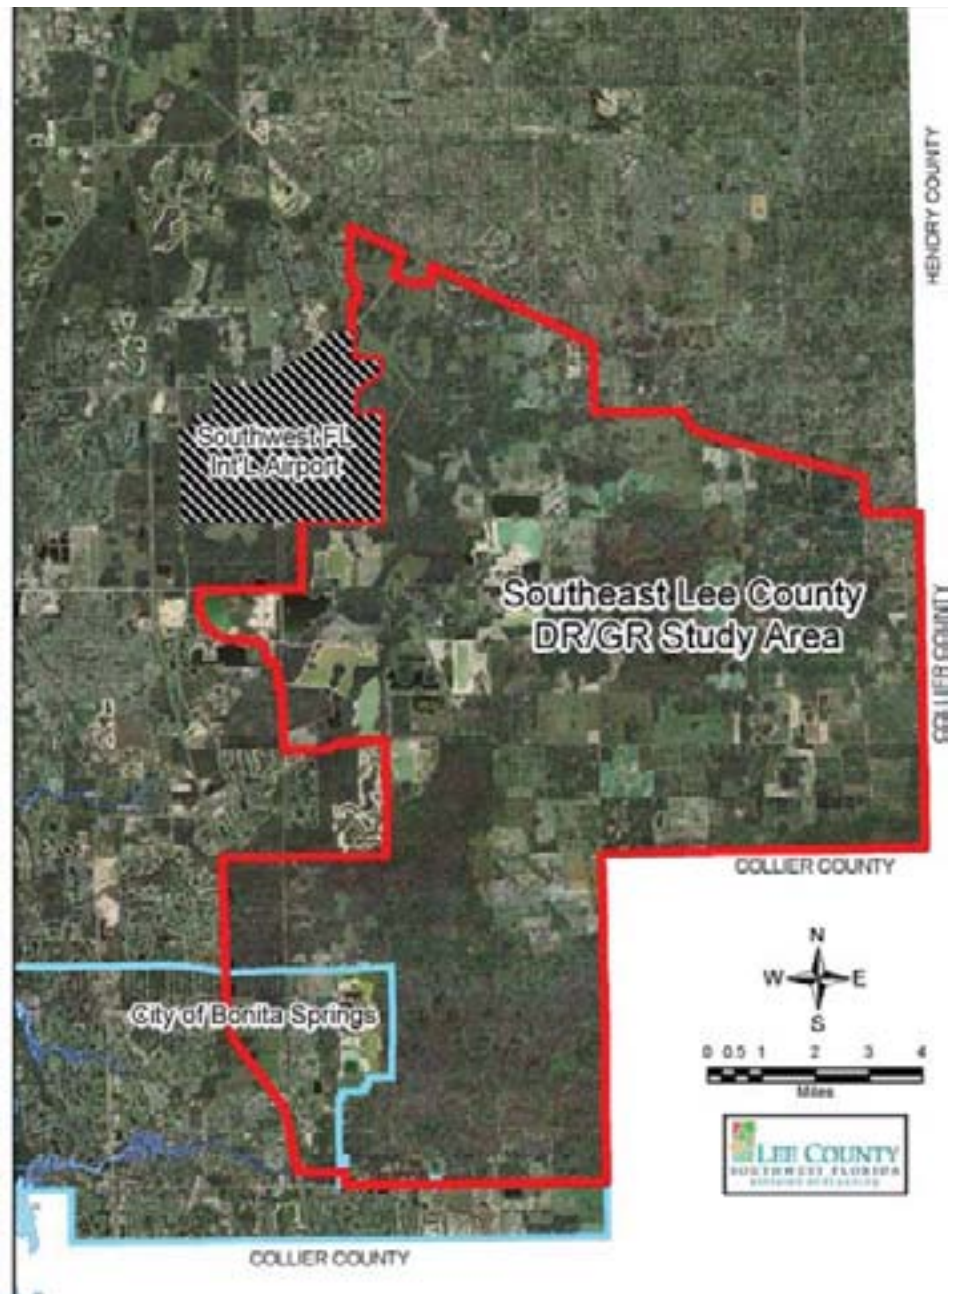 HENDRY COUNTY
Southwest FL
Int'L Airport
Southeast Lee County
DR/GR Study Area
COLLIER COUNTY
COLLIER COUNTY
N
W E
S
City of Bonita Springs
0 0.5 1 2 3 4
Miles
LEE COUNTY
SOUTHWEST FLORIDA
COLLIER COUNTY